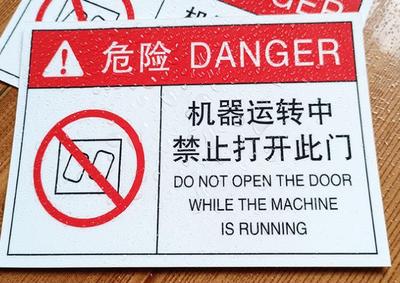 危险 DANGER
机器运转中
禁止打开此门
DO NOT OPEN THE DOOR
WHILE THE MACHINE
IS RUNNING